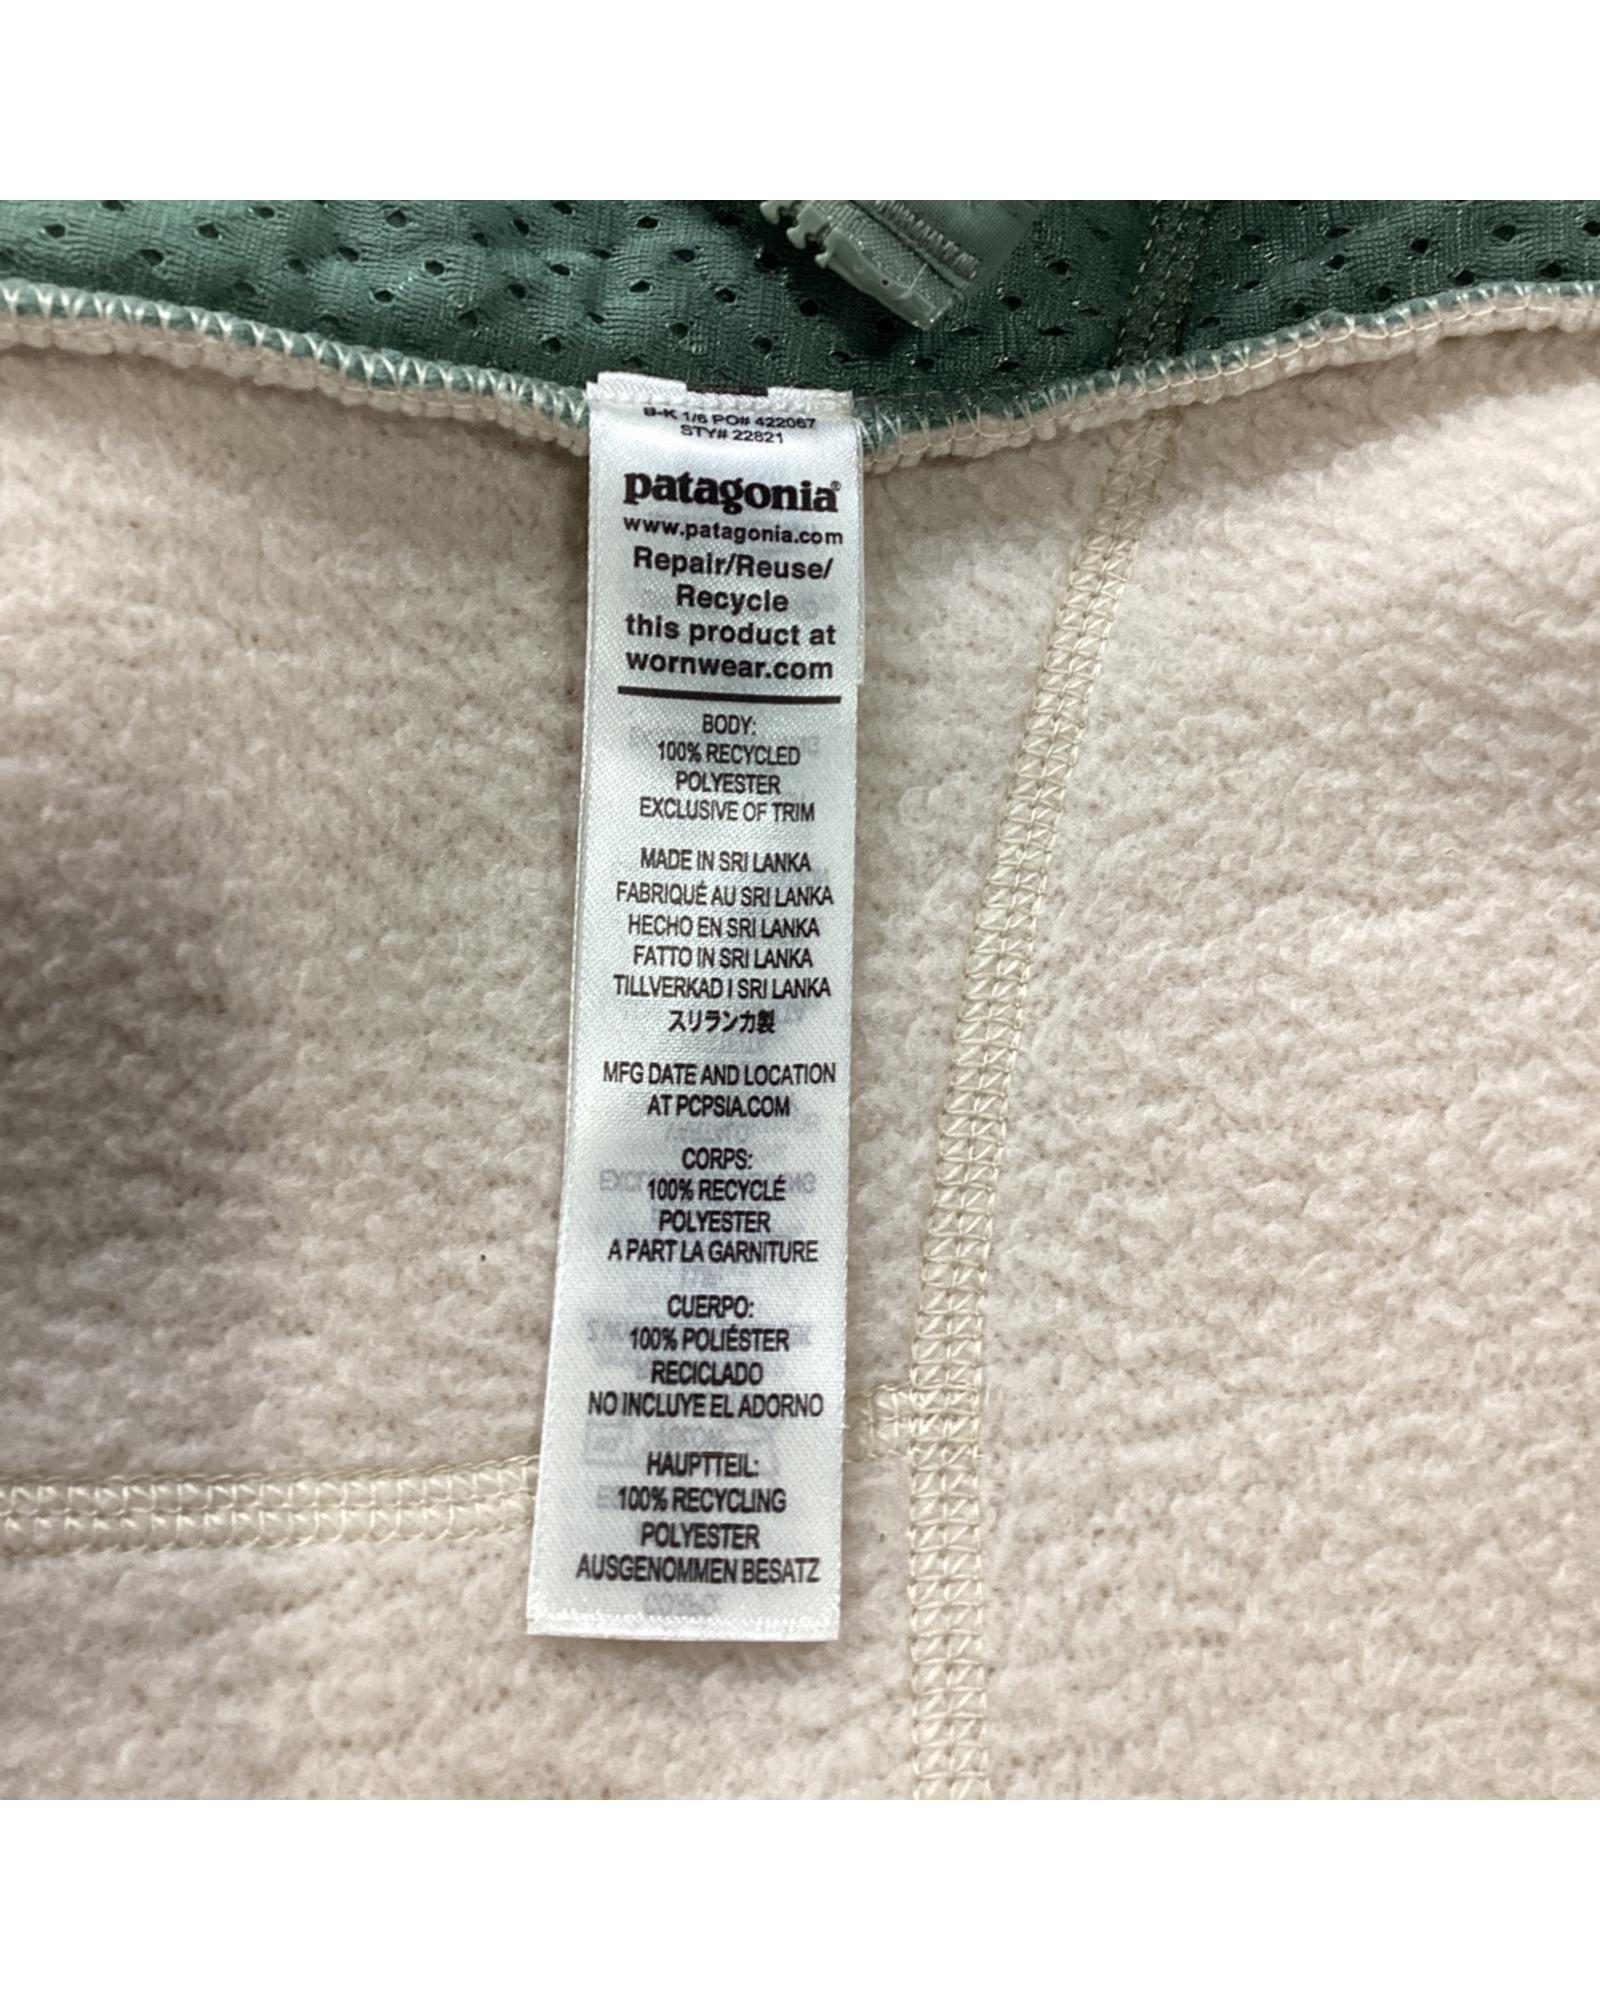 B-K 1/6 PO# 422067
STY# 22821
patagonia®
www.patagonia.com
Repair/Reuse/
Recycle
this product at
wornwear.com
BODY:
100% RECYCLED
POLYESTER
EXCLUSIVE OF TRIM
MADE IN SRI LANKA
FABRIQUÉ AU SRI LANKA
HECHO EN SRI LANKA
FATTO IN SRI LANKA
TILLVERKAD I SRI LANKA
スリランカ製
MFG DATE AND LOCATION
AT PCPSIA.COM
CORPS:
100% RECYCLÉ
POLYESTER
A PART LA GARNITURE
CUERPO:
100% POLIÉSTER
RECICLADO
NO INCLUYE EL ADORNO
HAUPTTEIL:
100% RECYCLING
POLYESTER
AUSGENOMMEN BESATZ